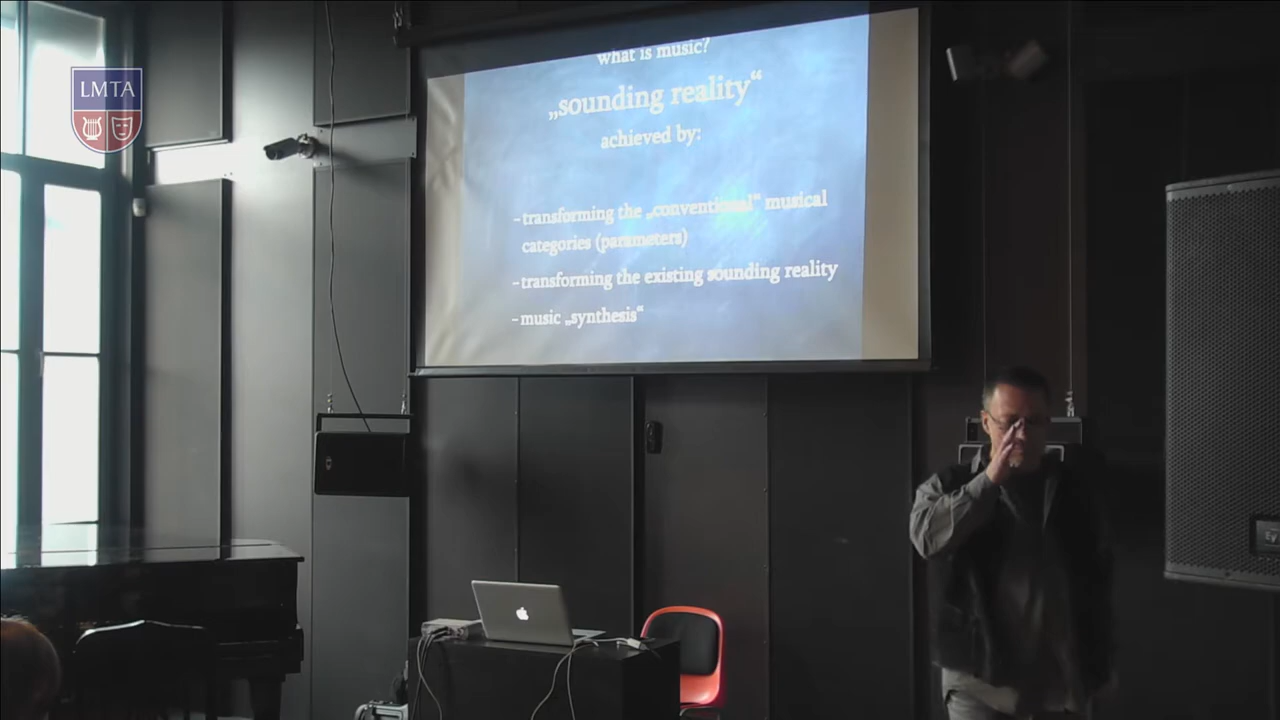 LMTA
what is music?
„sounding reality“
achieved by:
- transforming the „conventional“ musical
categories (parameters)
- transforming the existing sounding reality
- music „synthesis“